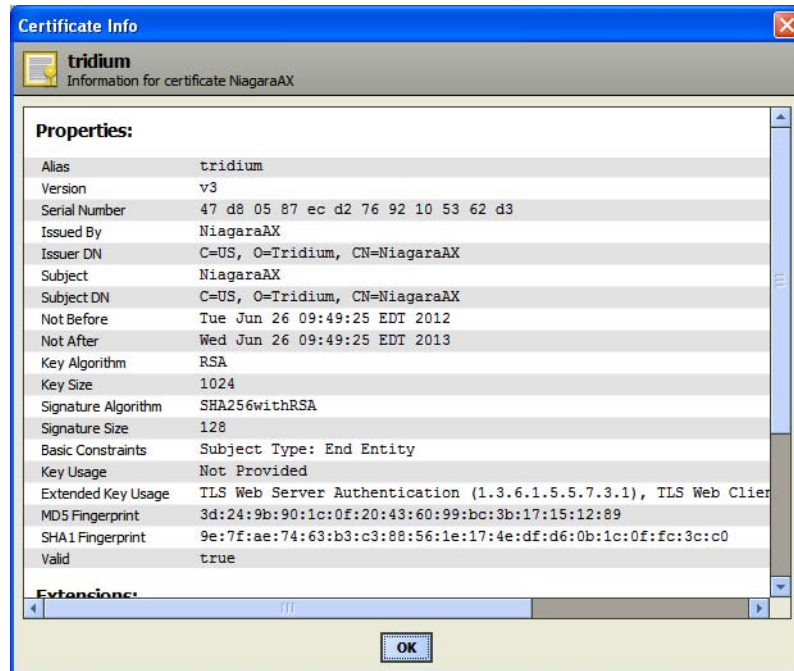 Certificate Info
tridium
Information for certificate NiagaraAX
Properties:
Alias tridium
Version v3
Serial Number 47 d8 05 87 ec d2 76 92 10 53 62 d3
Issued By NiagaraAX
Issuer DN C=US, O=Tridium, CN=NiagaraAX
Subject NiagaraAX
Subject DN C=US, O=Tridium, CN=NiagaraAX
Not Before Tue Jun 26 09:49:25 EDT 2012
Not After Wed Jun 26 09:49:25 EDT 2013
Key Algorithm RSA
Key Size 1024
Signature Algorithm SHA256withRSA
Signature Size 128
Basic Constraints Subject Type: End Entity
Key Usage Not Provided
Extended Key Usage TLS Web Server Authentication (1.3.6.1.5.5.7.3.1), TLS Web Clier
MD5 Fingerprint 3d:24:9b:90:1c:0f:20:43:60:99:bc:3b:17:15:12:89
SHA1 Fingerprint 9e:7f:ae:74:63:b3:c3:88:56:1e:17:4e:df:d6:0b:1c:0f:fc:3c:c0
Valid true
Extensions:
OK